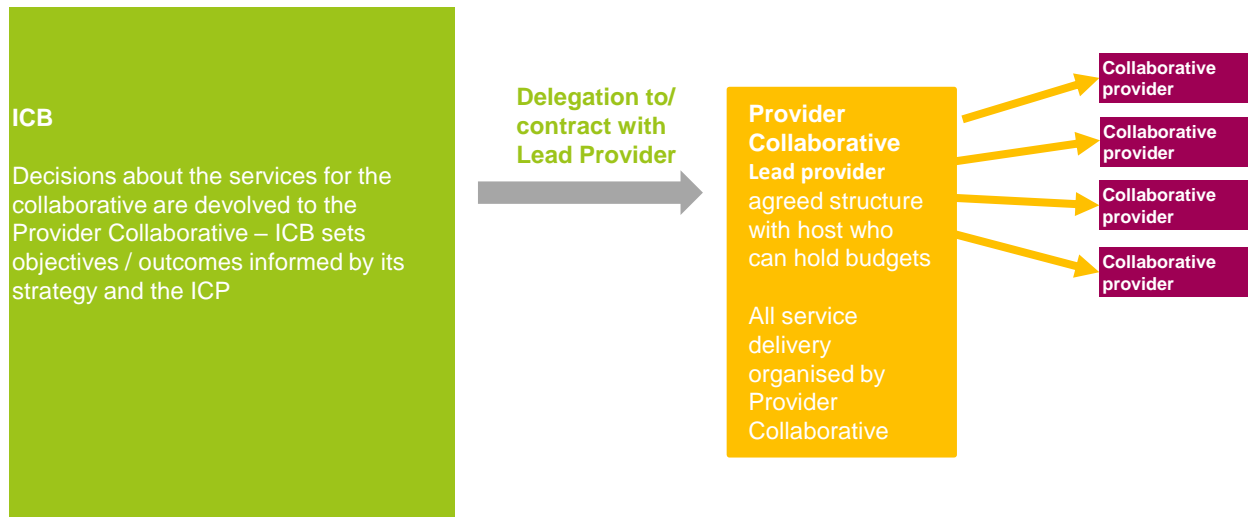 ICB
Decisions about the services for the
collaborative are devolved to the
Provider Collaborative – ICB sets
objectives / outcomes informed by its
strategy and the ICP
Delegation to/
contract with
Lead Provider
Provider
Collaborative
Lead provider
agreed structure
with host who
can hold budgets
All service
delivery
organised by
Provider
Collaborative
Collaborative
provider
Collaborative
provider
Collaborative
provider
Collaborative
provider